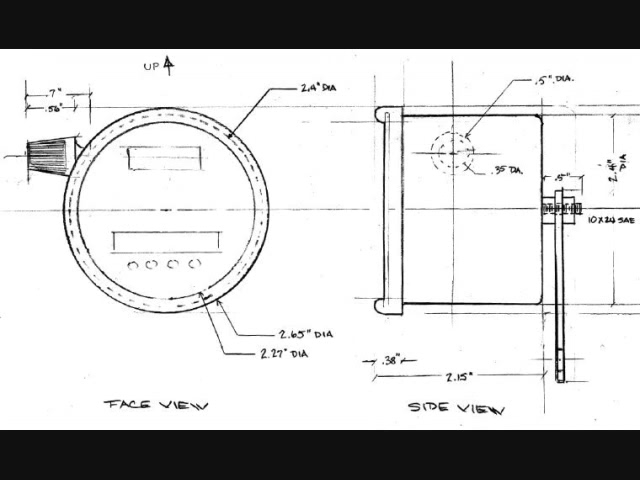 UP
.7"
.56"
2.4" DIA
.5" DIA.
.35 DIA.
.5"
2.4" DIA
10 X 24 SAE
2.65" DIA
2.27" DIA
.38"
2.15"
FACE VIEW
SIDE VIEW